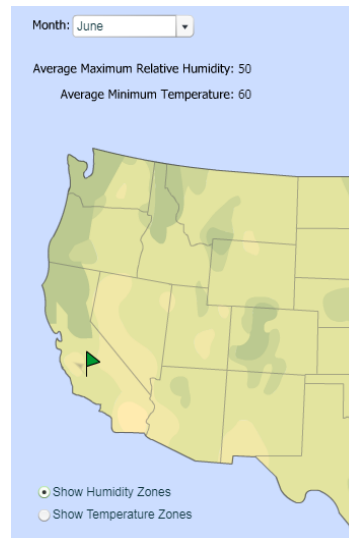 Month: June
Average Maximum Relative Humidity: 50
Average Minimum Temperature: 60
Show Humidity Zones
Show Temperature Zones